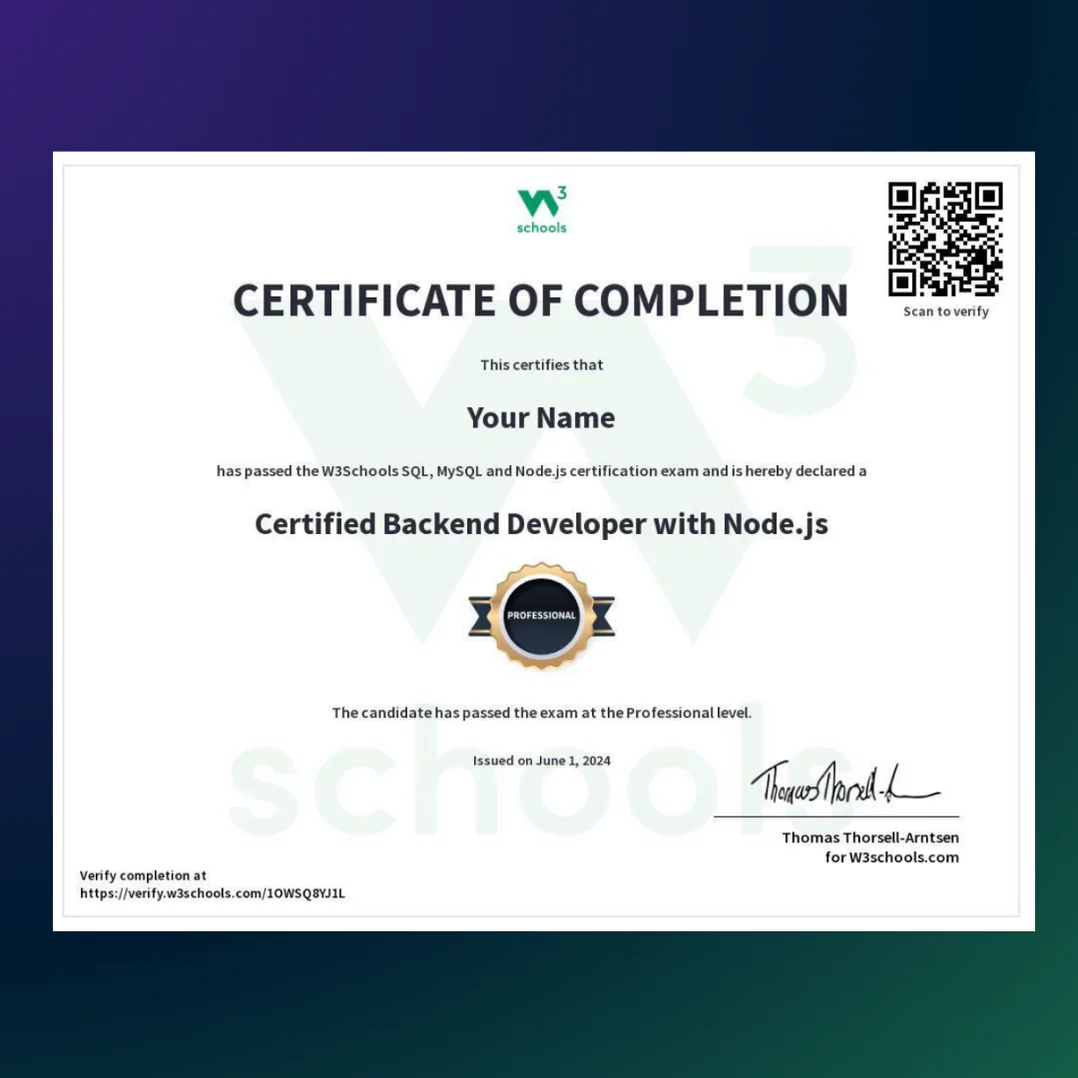 W3
schools
Scan to verify
CERTIFICATE OF COMPLETION
This certifies that
Your Name
has passed the W3Schools SQL, MySQL and Node.js certification exam and is hereby declared a
Certified Backend Developer with Node.js
PROFESSIONAL
The candidate has passed the exam at the Professional level.
Issued on June 1, 2024
Thomas Thorsell-A
Thomas Thorsell-Arntsen
for W3schools.com
Verify completion at
https://verify.w3schools.com/1OWSQ8YJ1L
W3
schools